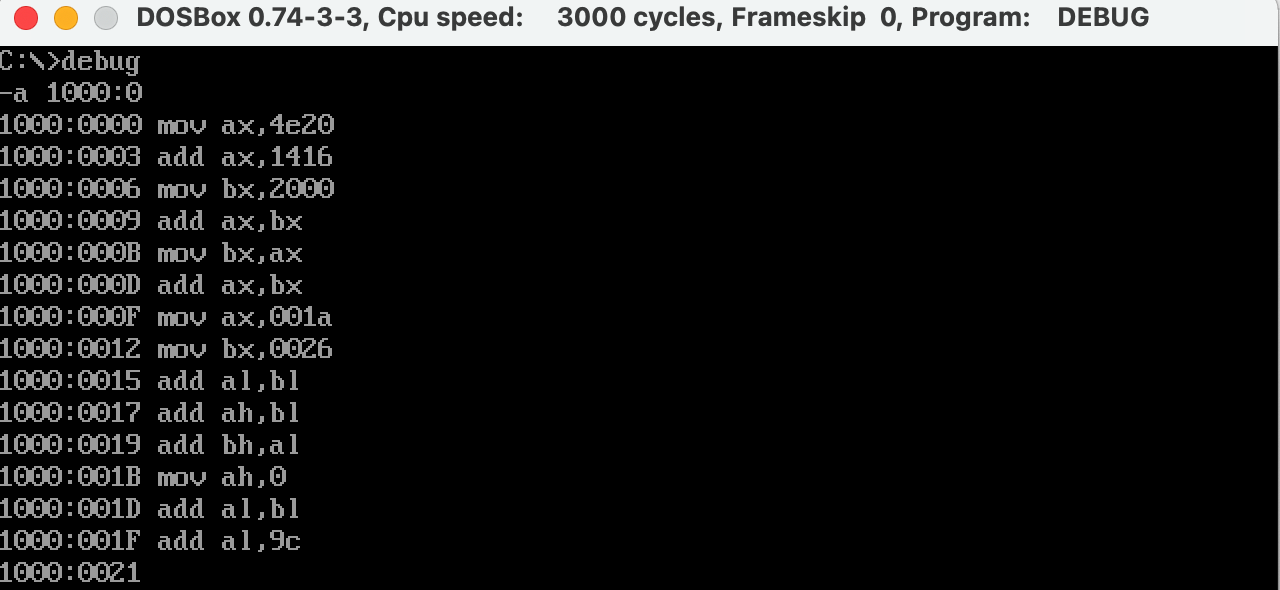 DOSBox 0.74-3-3, Cpu speed: 3000 cycles, Frameskip 0, Program: DEBUG
C:\>debug
-a 1000:0
1000:0000 mov ax,4e20
1000:0003 add ax,1416
1000:0006 mov bx,2000
1000:0009 add ax,bx
1000:000B mov bx,ax
1000:000D add ax,bx
1000:000F mov ax,001a
1000:0012 mov bx,0026
1000:0015 add al,bl
1000:0017 add ah,bl
1000:0019 add bh,al
1000:001B mov ah,0
1000:001D add al,bl
1000:001F add al,9c
1000:0021